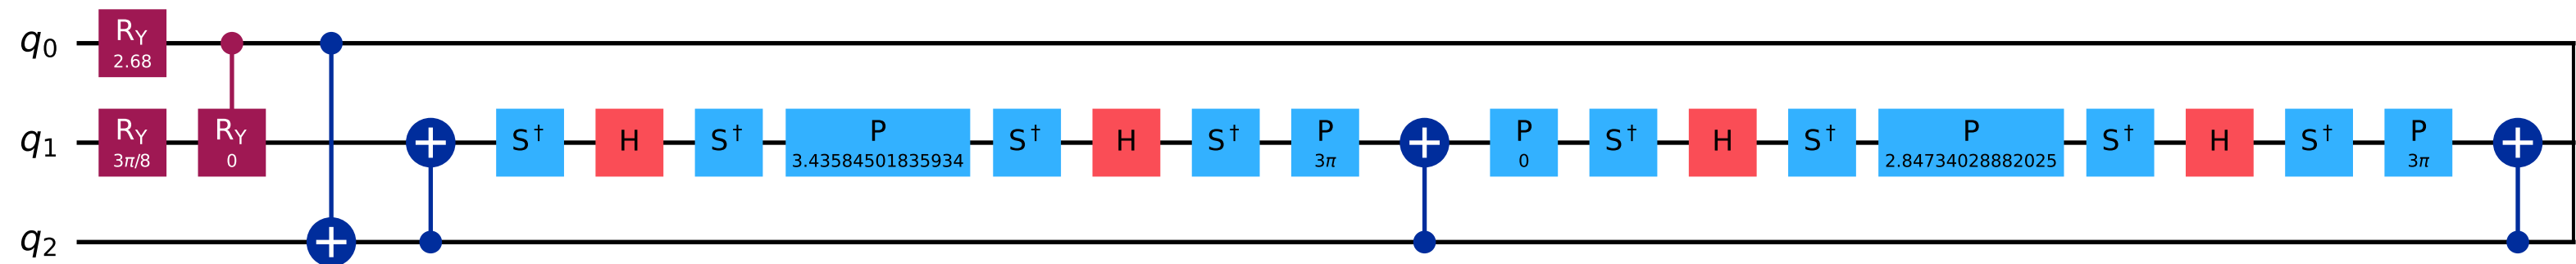 q0 RY 2.68
q1 RY 3π/8 RY 0 S† H S† P 3.43584501835934 S† H S† P 3π P 0 S† H S† P 2.84734028882025 S† H S† P 3π
q2